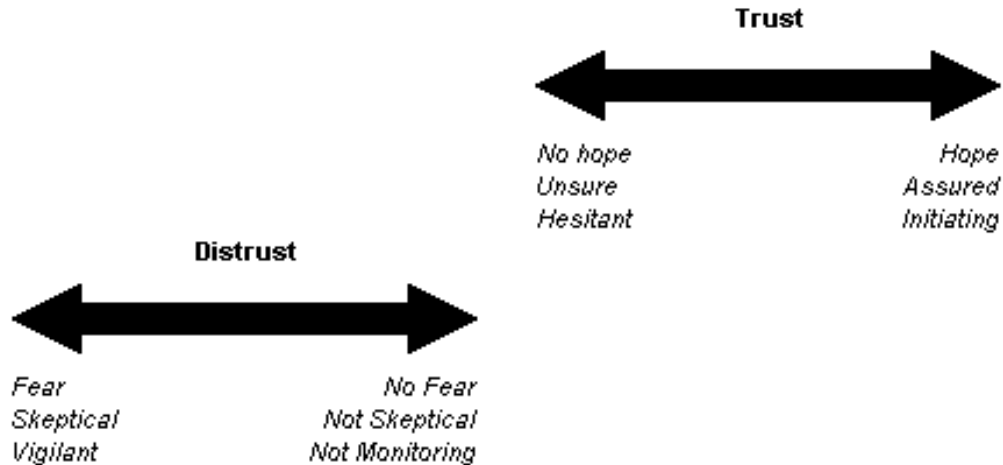 Trust
No hope Hope
Unsure Assured
Hesitant Initiating
Distrust
Fear No Fear
Skeptical Not Skeptical
Vigilant Not Monitoring